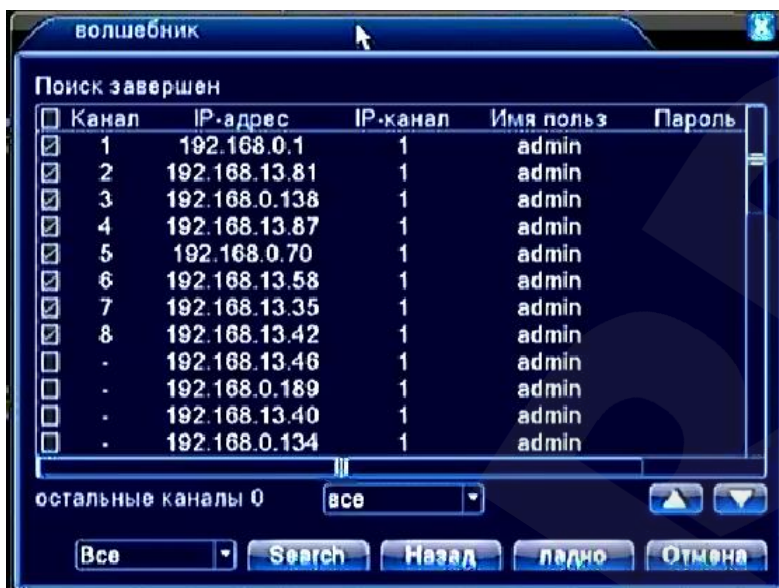 волшебник
Поиск завершен
Канал IP-адрес IP-канал Имя польз Пароль
1 192.168.0.1 1 admin
2 192.168.13.81 1 admin
3 192.168.0.138 1 admin
4 192.168.13.87 1 admin
5 192.168.0.70 1 admin
6 192.168.13.58 1 admin
7 192.168.13.35 1 admin
8 192.168.13.42 1 admin
- 192.168.13.46 1 admin
- 192.168.0.189 1 admin
- 192.168.13.40 1 admin
- 192.168.0.134 1 admin
остальные каналы 0 все
Все Search Назад ладно Отмена